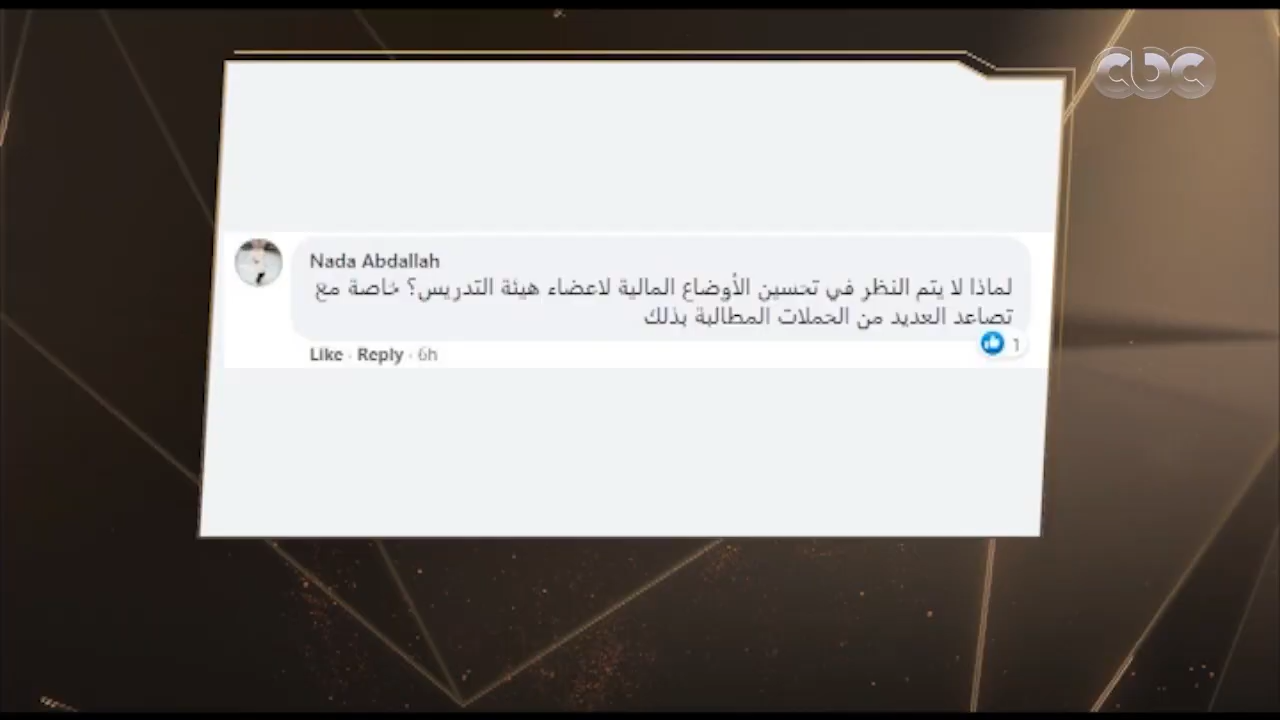 cbc
Nada Abdallah
لماذا لا يتم النظر في تحسين الأوضاع المالية لاعضاء هيئة التدريس؟ خاصة مع
تصاعد العديد من الحملات المطالبة بذلك
Like · Reply · 6h
1